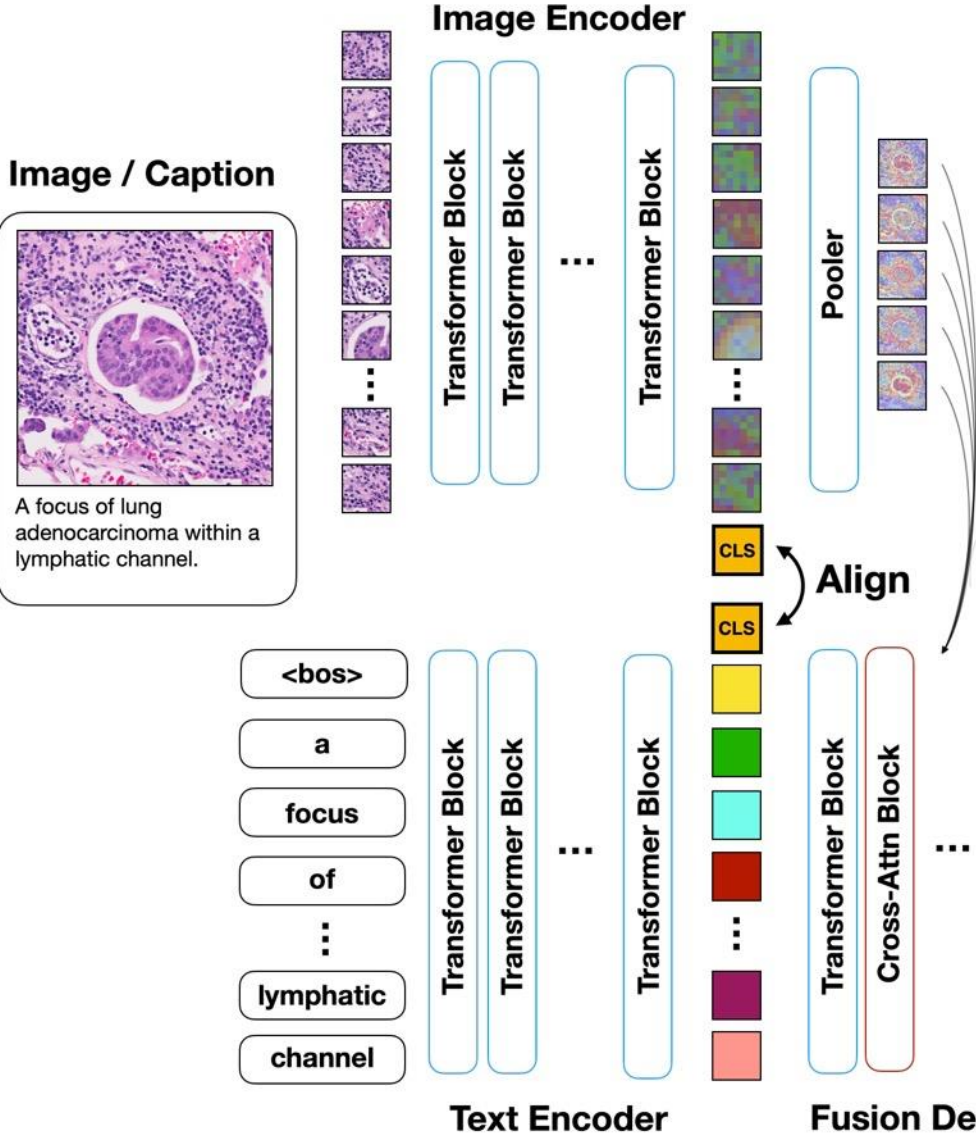 Image Encoder
Image / Caption
A focus of lung
adenocarcinoma within a
lymphatic channel.
Transformer Block
Transformer Block
...
Transformer Block
Pooler
CLS
Align
CLS
<bos>
a
focus
of
lymphatic
channel
Transformer Block
Transformer Block
...
Transformer Block
Transformer Block
Cross-Attn Block
...
Text Encoder
Fusion De